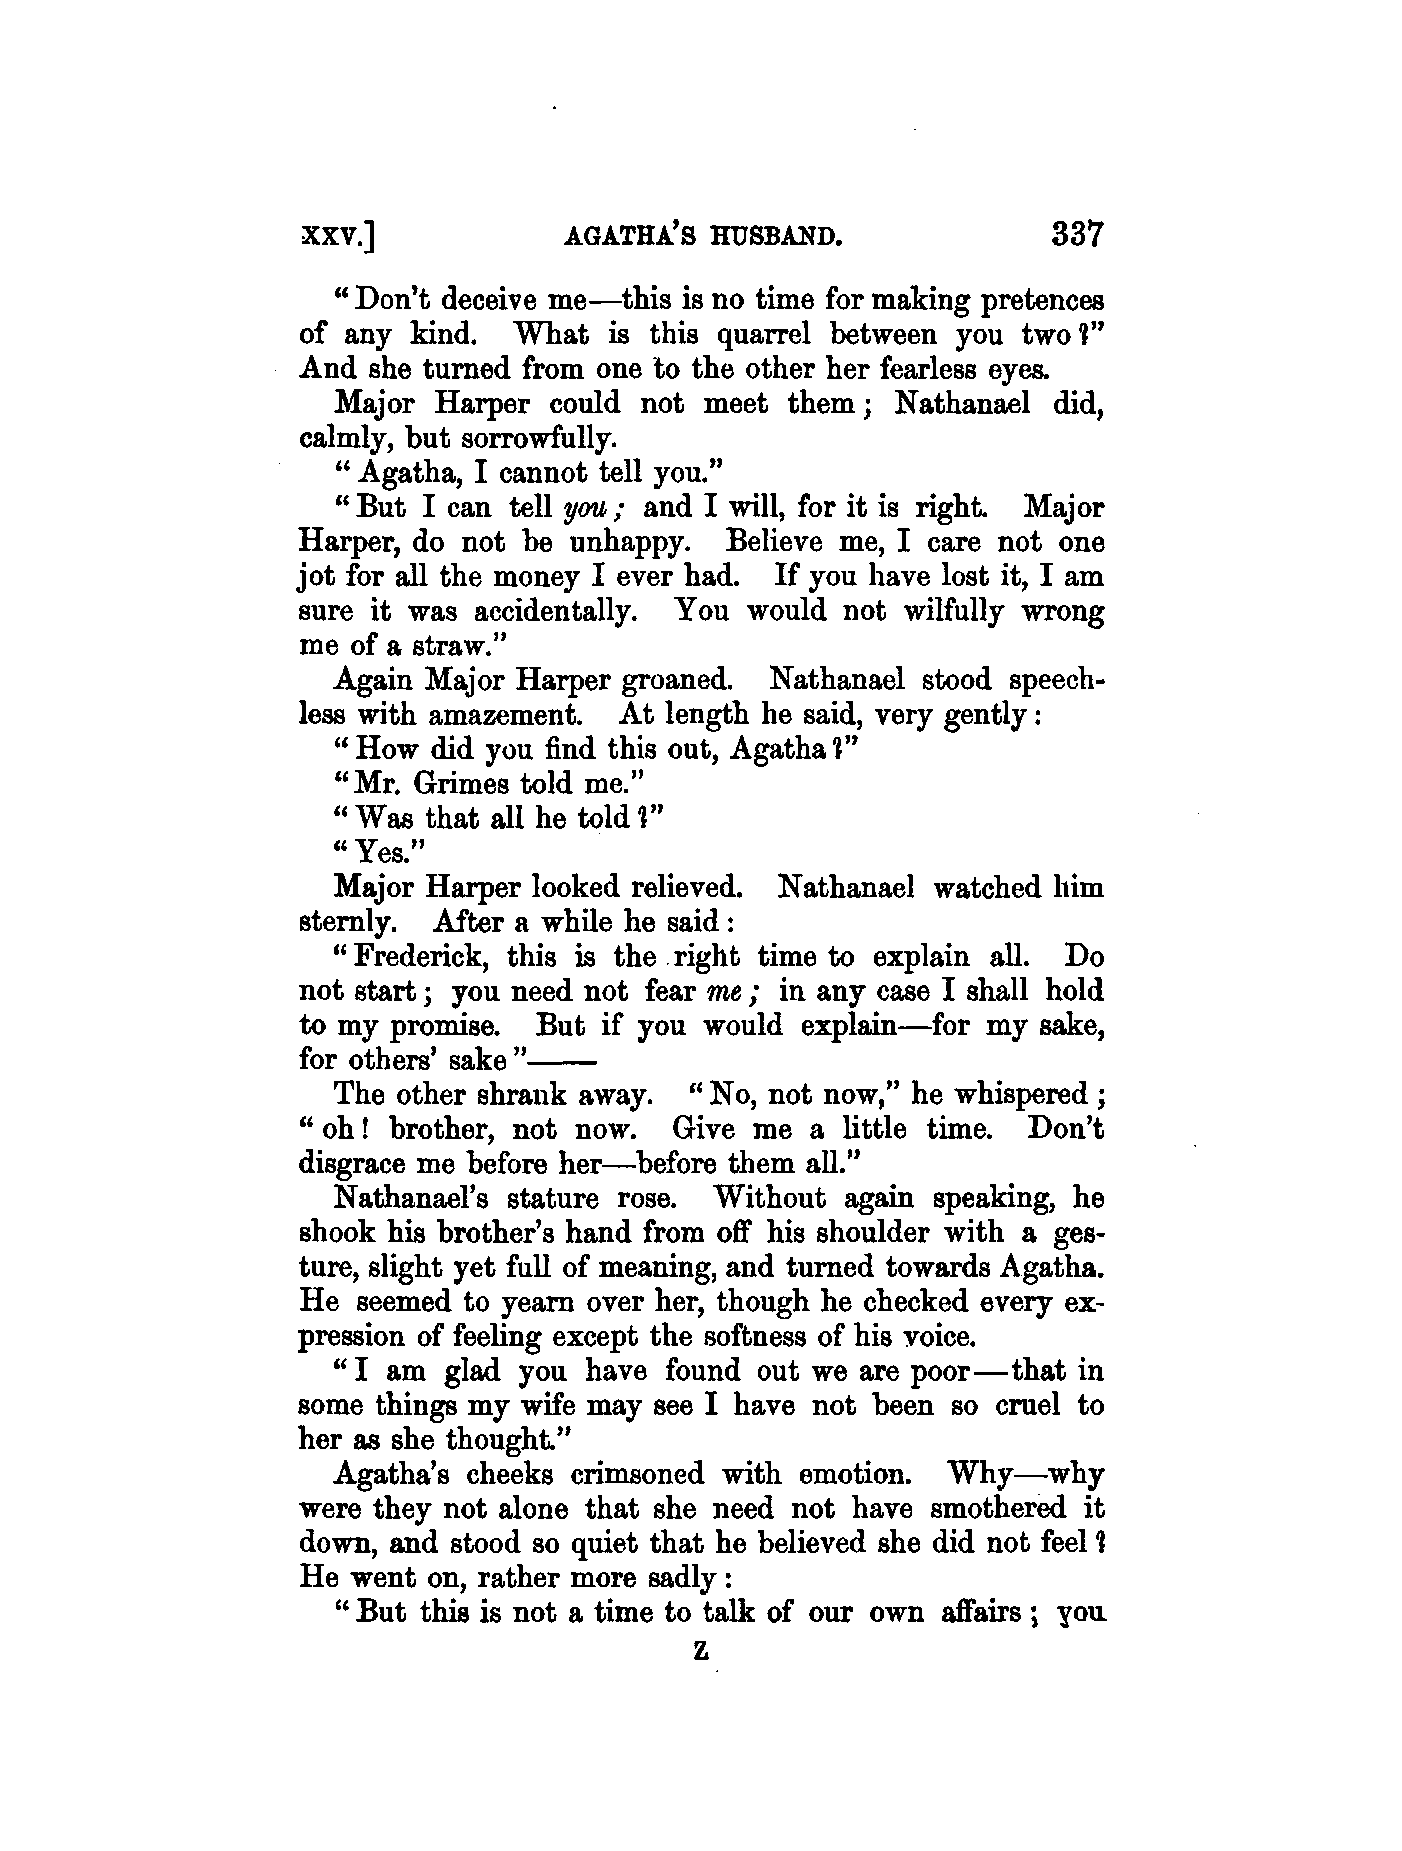 XXV.] AGATHA'S HUSBAND. 337
"Don't deceive me—this is no time for making pretences
of any kind. What is this quarrel between you two?"
And she turned from one to the other her fearless eyes.
Major Harper could not meet them; Nathanael did,
calmly, but sorrowfully.
"Agatha, I cannot tell you."
"But I can tell you; and I will, for it is right. Major
Harper, do not be unhappy. Believe me, I care not one
jot for all the money I ever had. If you have lost it, I am
sure it was accidentally. You would not wilfully wrong
me of a straw."
Again Major Harper groaned. Nathanael stood speech-
less with amazement. At length he said, very gently:
"How did you find this out, Agatha?"
"Mr. Grimes told me."
"Was that all he told?"
"Yes."
Major Harper looked relieved. Nathanael watched him
sternly. After a while he said:
"Frederick, this is the right time to explain all. Do
not start; you need not fear me; in any case I shall hold
to my promise. But if you would explain—for my sake,
for others' sake"——
The other shrank away. "No, not now," he whispered;
"oh! brother, not now. Give me a little time. Don't
disgrace me before her—before them all."
Nathanael's stature rose. Without again speaking, he
shook his brother's hand from off his shoulder with a ges-
ture, slight yet full of meaning, and turned towards Agatha.
He seemed to yearn over her, though he checked every ex-
pression of feeling except the softness of his voice.
"I am glad you have found out we are poor—that in
some things my wife may see I have not been so cruel to
her as she thought."
Agatha's cheeks crimsoned with emotion. Why—why
were they not alone that she need not have smothered it
down, and stood so quiet that he believed she did not feel?
He went on, rather more sadly:
"But this is not a time to talk of our own affairs; you
Z